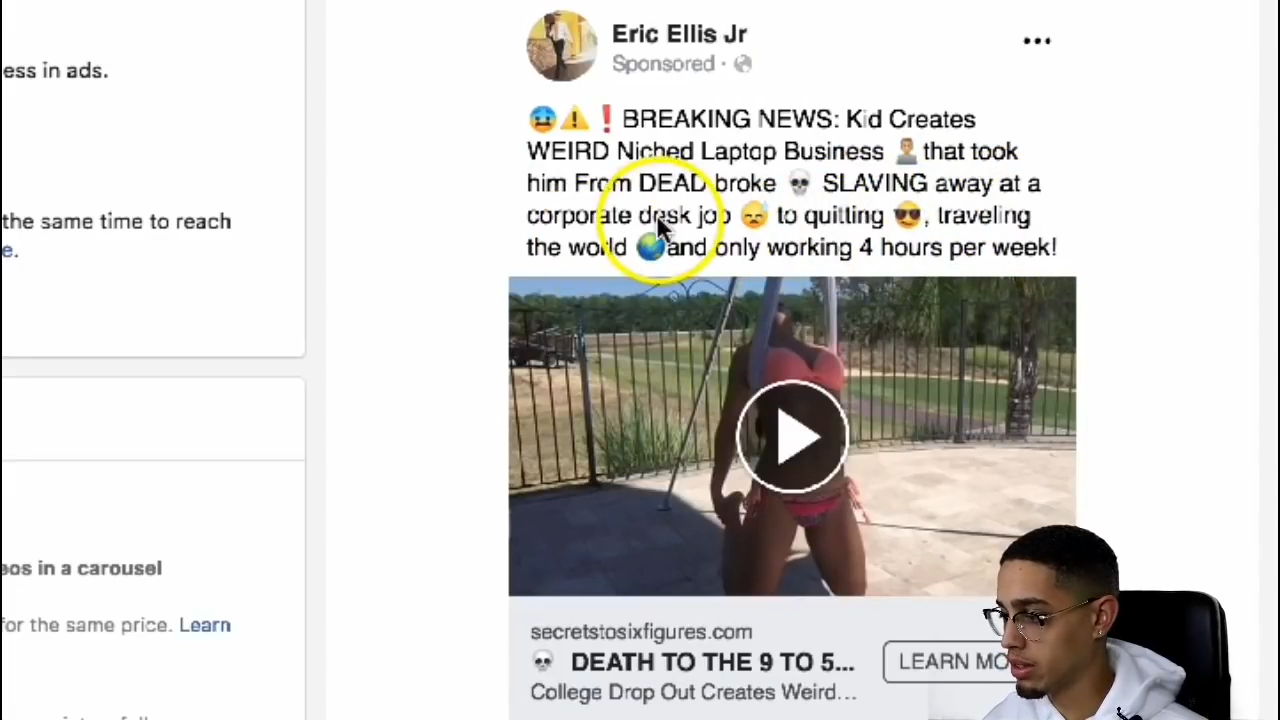 Eric Ellis Jr
Sponsored ·
ess in ads.
😰⚠️❗BREAKING NEWS: Kid Creates
WEIRD Niched Laptop Business 💆🏽‍♂️that took
him From DEAD broke 💀 SLAVING away at a
corporate desk job 😓 to quitting 😎, traveling
the world 🌏and only working 4 hours per week!
the same time to reach
e.
secretstosixfigures.com
💀 DEATH TO THE 9 TO 5...
College Drop Out Creates Weird...
LEARN MO
eos in a carousel
for the same price. Learn